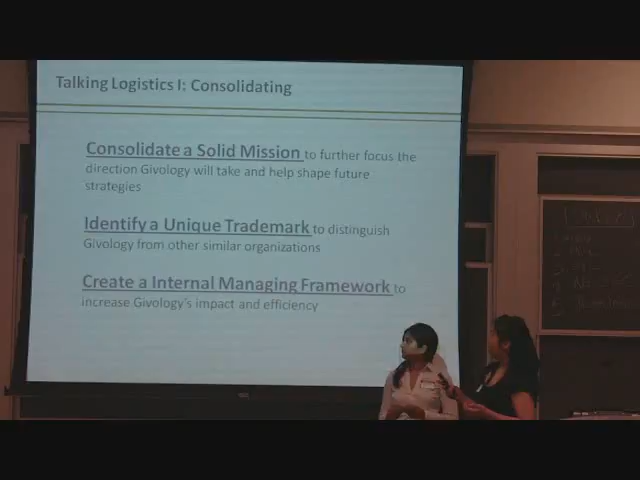 Talking Logistics I: Consolidating
Consolidate a Solid Mission to further focus the
direction Givology will take and help shape future
strategies
Identify a Unique Trademark to distinguish
Givology from other similar organizations
Create a Internal Managing Framework to
increase Givology's impact and efficiency